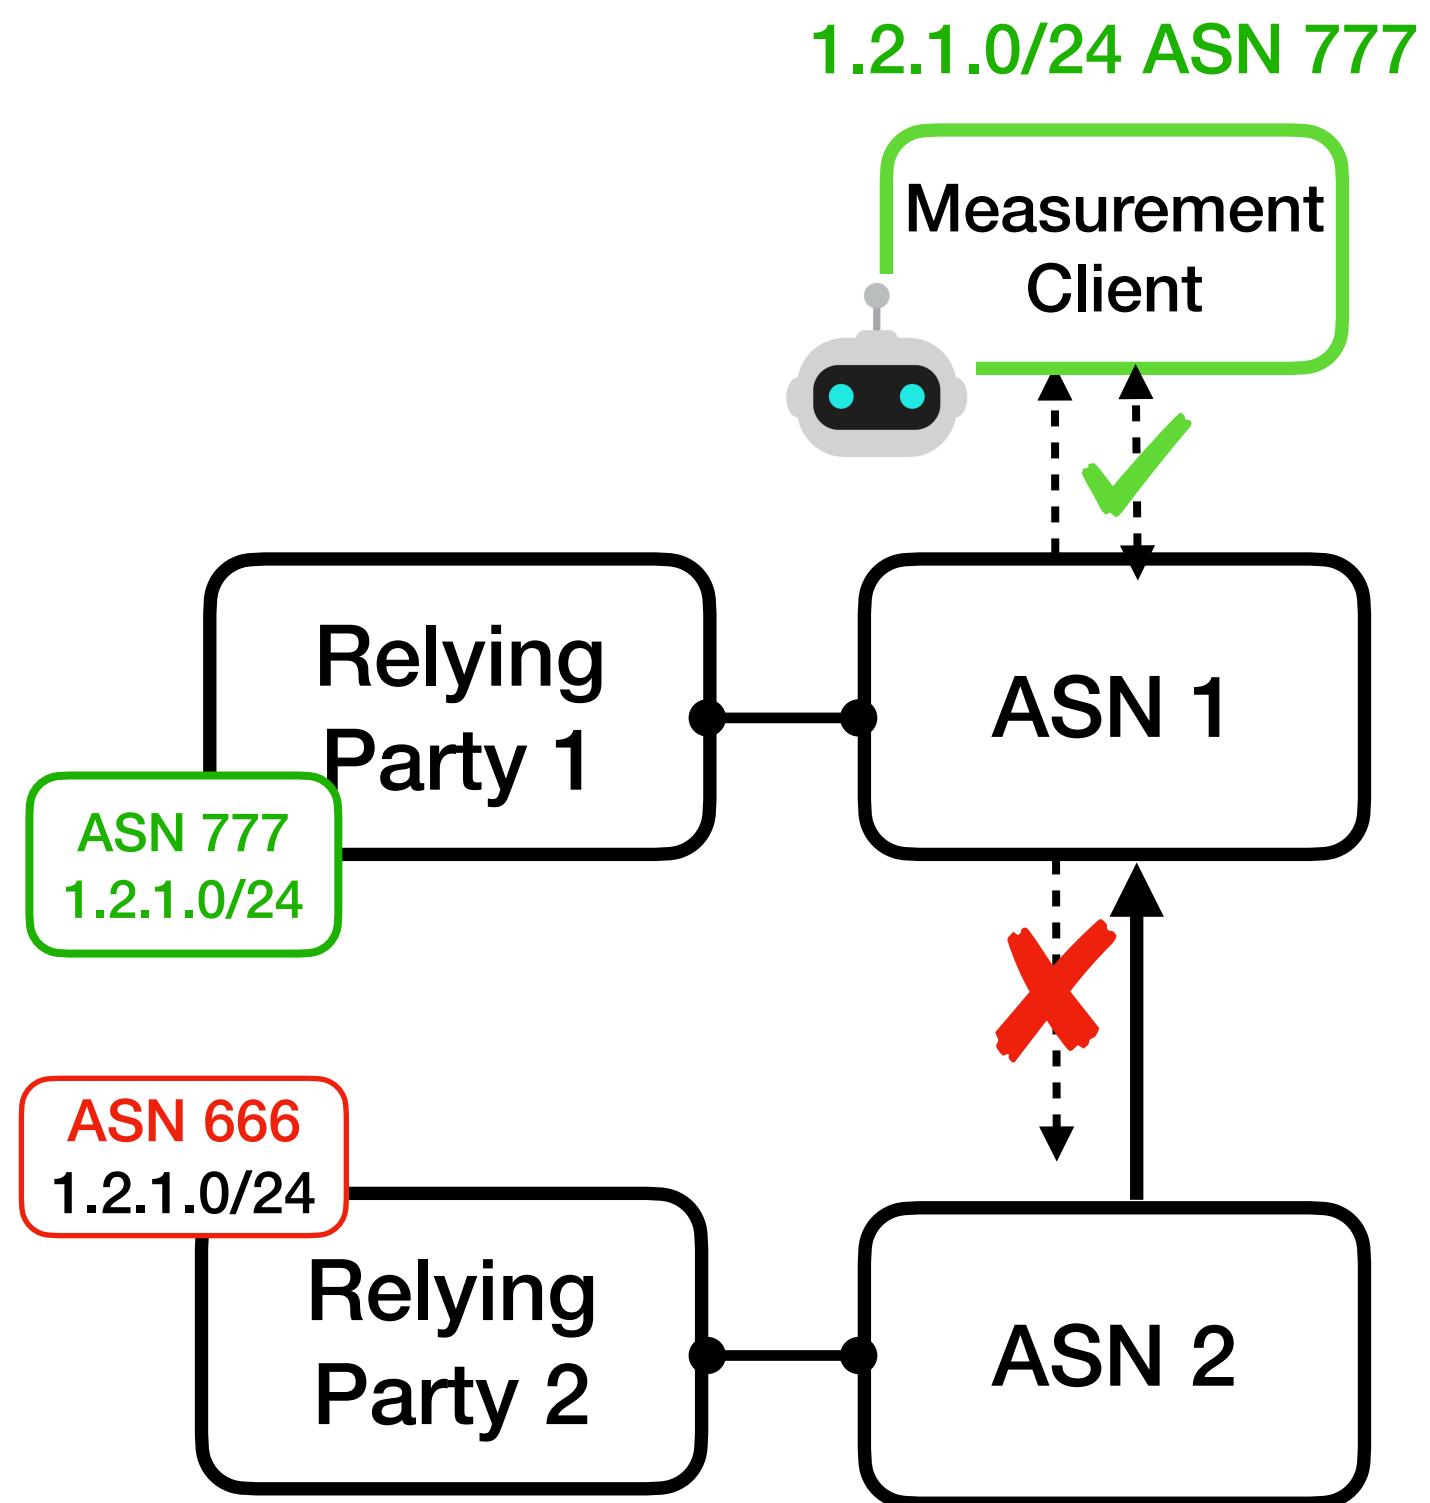 1.2.1.0/24 ASN 777
Measurement
Client
Relying
Party 1
ASN 1
ASN 777
1.2.1.0/24
ASN 666
1.2.1.0/24
Relying
Party 2
ASN 2